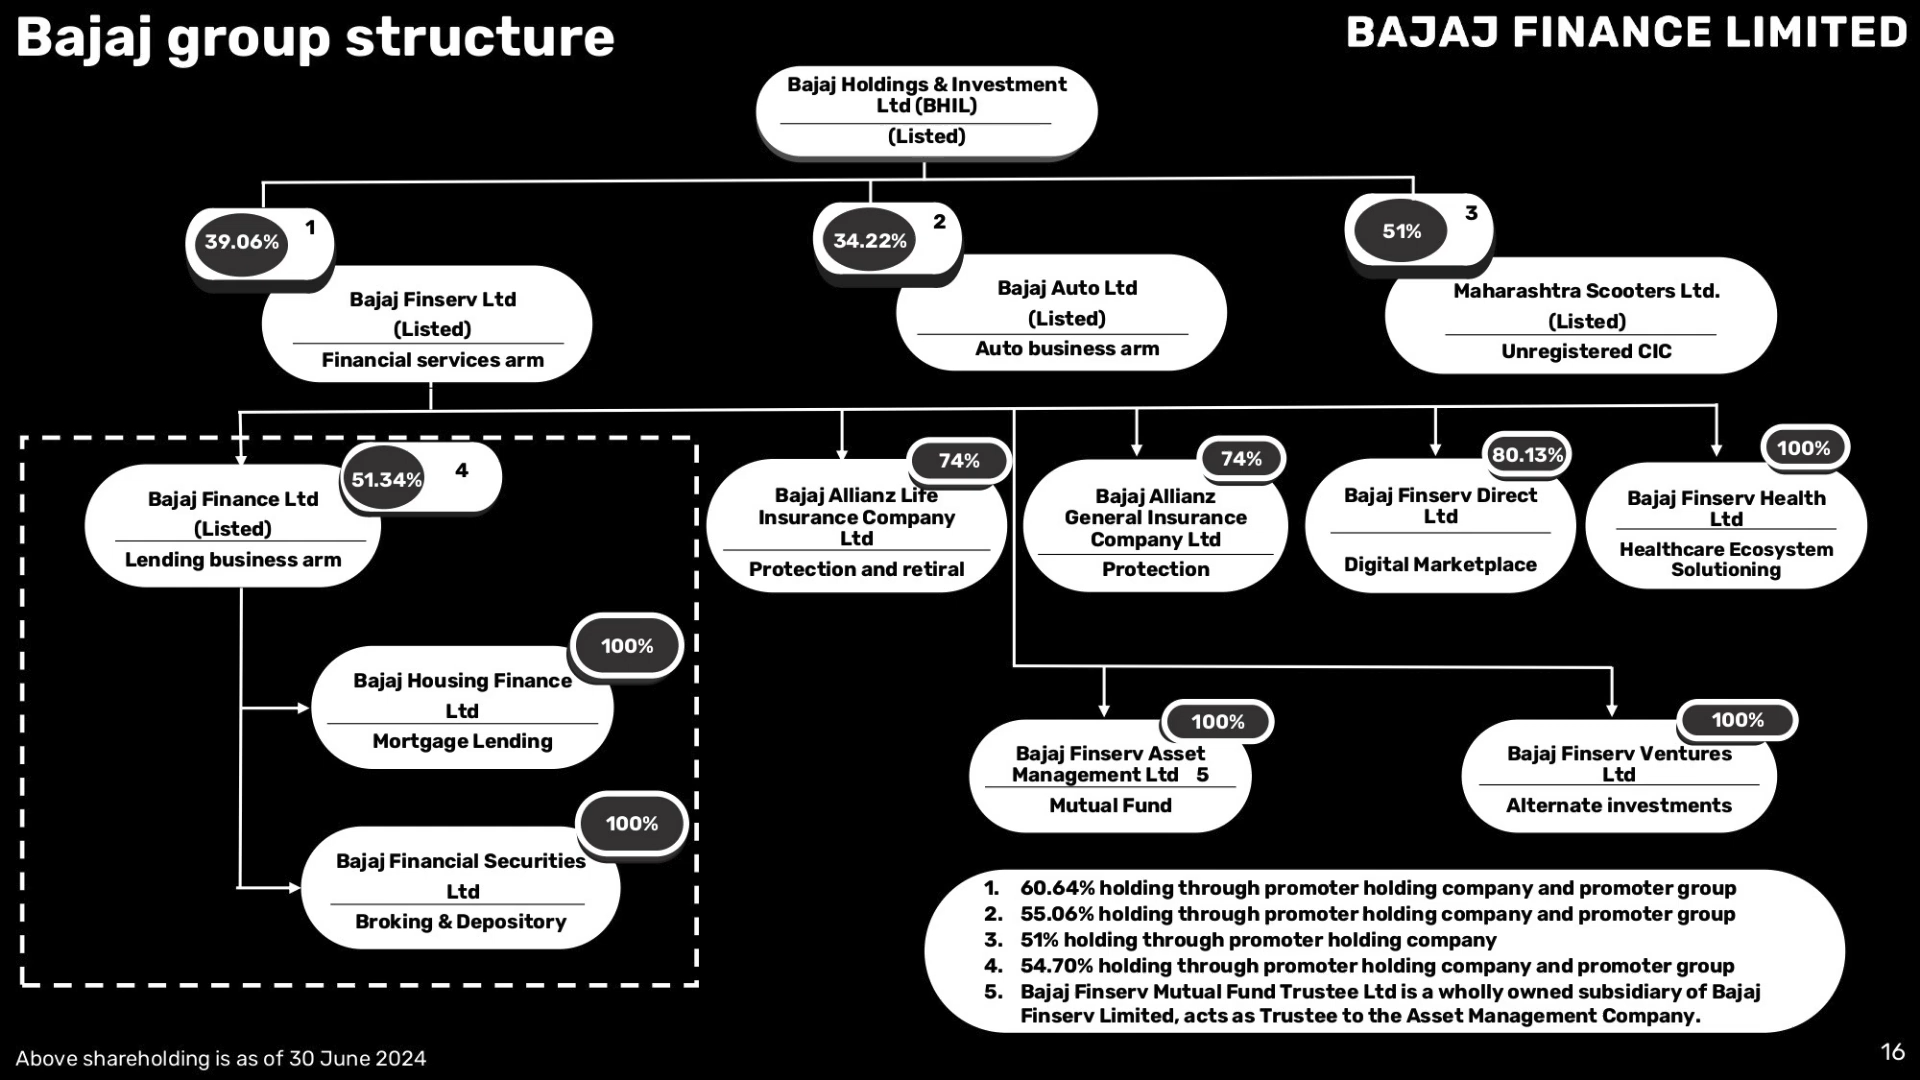 Bajaj group structure
BAJAJ FINANCE LIMITED
Bajaj Holdings & Investment
Ltd (BHIL)
(Listed)
39.06%
1
34.22%
2
51%
3
Bajaj Finserv Ltd
(Listed)
Financial services arm
Bajaj Auto Ltd
(Listed)
Auto business arm
Maharashtra Scooters Ltd.
(Listed)
Unregistered CIC
51.34%
4
Bajaj Finance Ltd
(Listed)
Lending business arm
74%
Bajaj Allianz Life
Insurance Company
Ltd
Protection and retiral
74%
Bajaj Allianz
General Insurance
Company Ltd
Protection
80.13%
Bajaj Finserv Direct
Ltd
Digital Marketplace
100%
Bajaj Finserv Health
Ltd
Healthcare Ecosystem
Solutioning
100%
Bajaj Housing Finance
Ltd
Mortgage Lending
100%
Bajaj Finserv Asset
Management Ltd 5
Mutual Fund
100%
Bajaj Finserv Ventures
Ltd
Alternate investments
100%
Bajaj Financial Securities
Ltd
Broking & Depository
1. 60.64% holding through promoter holding company and promoter group
2. 55.06% holding through promoter holding company and promoter group
3. 51% holding through promoter holding company
4. 54.70% holding through promoter holding company and promoter group
5. Bajaj Finserv Mutual Fund Trustee Ltd is a wholly owned subsidiary of Bajaj
Finserv Limited, acts as Trustee to the Asset Management Company.
Above shareholding is as of 30 June 2024
16